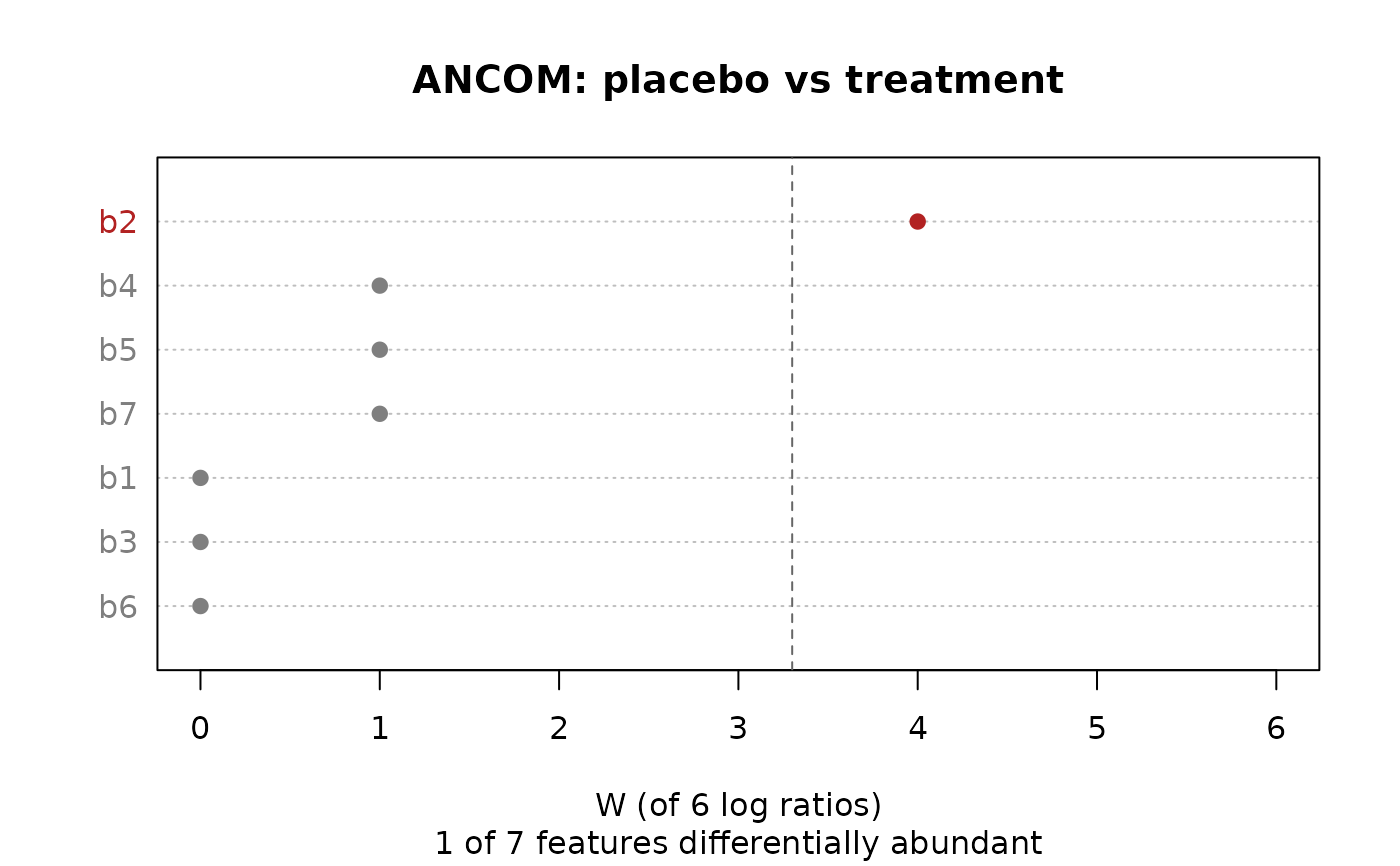 ANCOM: placebo vs treatment
b2
b4
b5
b7
b1
b3
b6
0 1 2 3 4 5 6
W (of 6 log ratios)
1 of 7 features differentially abundant